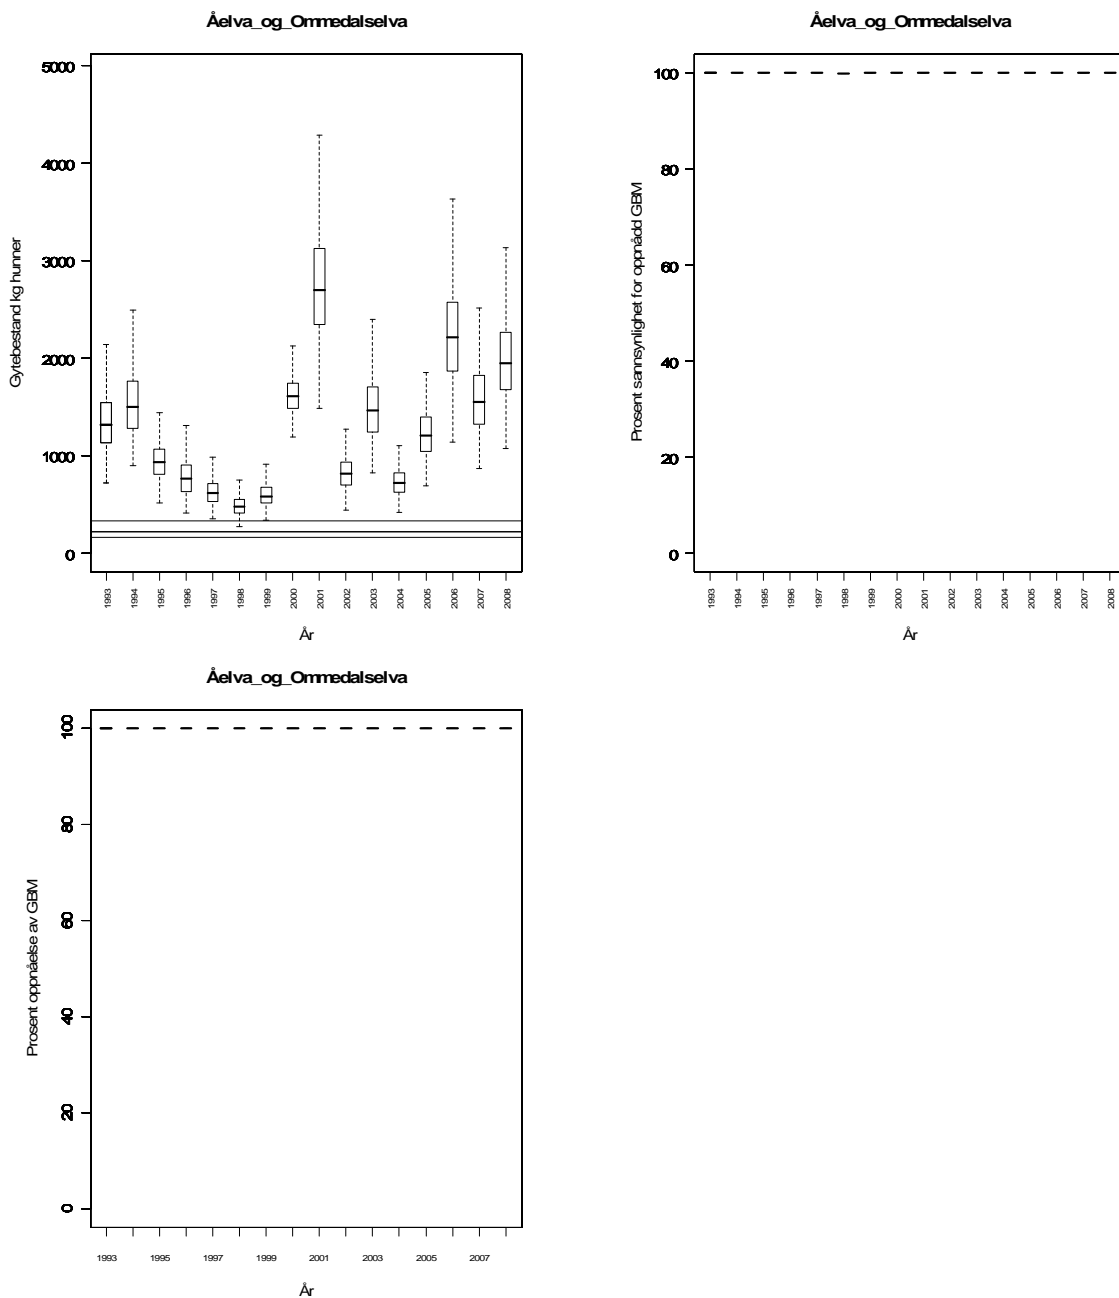 Åelva_og_Ommedalselva
Gytebestand kg hunner
5000
4000
3000
2000
1000
0
1993 1994 1995 1996 1997 1998 1999 2000 2001 2002 2003 2004 2005 2006 2007 2008
År
Åelva_og_Ommedalselva
Prosent sannsynlighet for oppnådd GBM
100
80
60
40
20
0
1993 1994 1995 1996 1997 1998 1999 2000 2001 2002 2003 2004 2005 2006 2007 2008
År
Åelva_og_Ommedalselva
Prosent oppnåelse av GBM
100
80
60
40
20
0
1993 1995 1997 1999 2001 2003 2005 2007
År